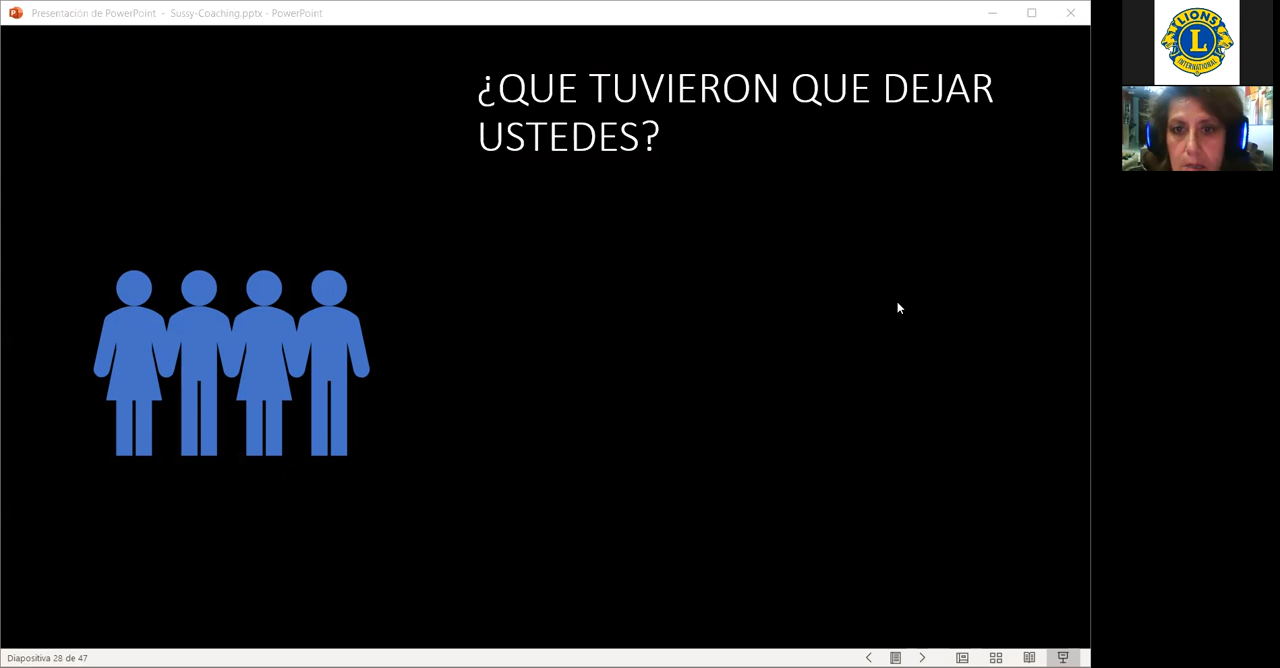 Presentación de PowerPoint - Sussy-Coaching.pptx - PowerPoint
¿QUE TUVIERON QUE DEJAR
USTEDES?
Diapositiva 28 de 47
LIONS
L
INTERNATIONAL